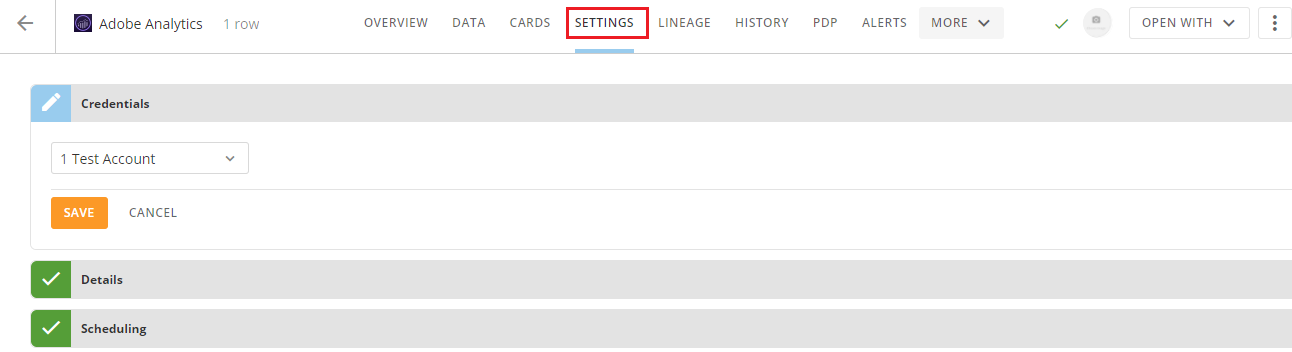 Adobe Analytics 1 row OVERVIEW DATA CARDS SETTINGS LINEAGE HISTORY PDP ALERTS MORE OPEN WITH
Credentials
1 Test Account
SAVE CANCEL
Details
Scheduling